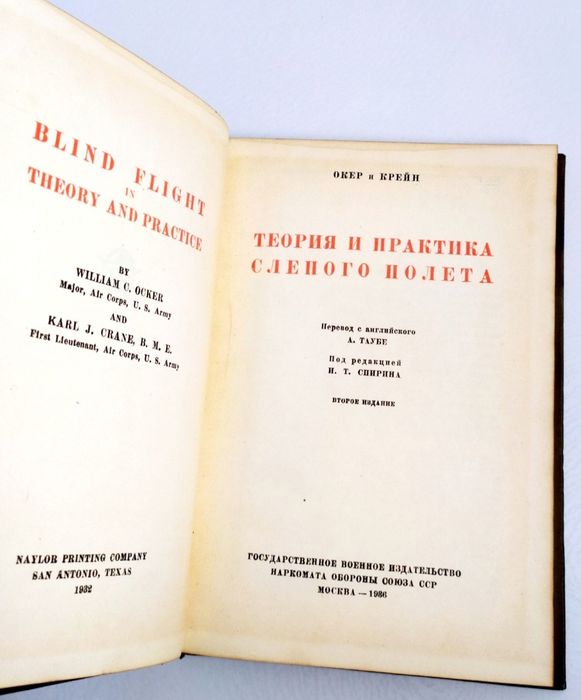 BLIND FLIGHT
IN
THEORY AND PRACTICE
BY
WILLIAM C. OCKER
Major, Air Corps, U. S. Army
AND
KARL J. CRANE, B. M. E.
First Lieutenant, Air Corps, U. S. Army
NAYLOR PRINTING COMPANY
SAN ANTONIO, TEXAS
1932
ОКЕР и КРЕЙН
ТЕОРИЯ И ПРАКТИКА
СЛЕПОГО ПОЛЕТА
Перевод с английского
А. ТАУБЕ
Под редакцией
И. Т. СПИРИНА
ВТОРОЕ ИЗДАНИЕ
ГОСУДАРСТВЕННОЕ ВОЕННОЕ ИЗДАТЕЛЬСТВО
НАРКОМАТА ОБОРОНЫ СОЮЗА ССР
МОСКВА — 1936